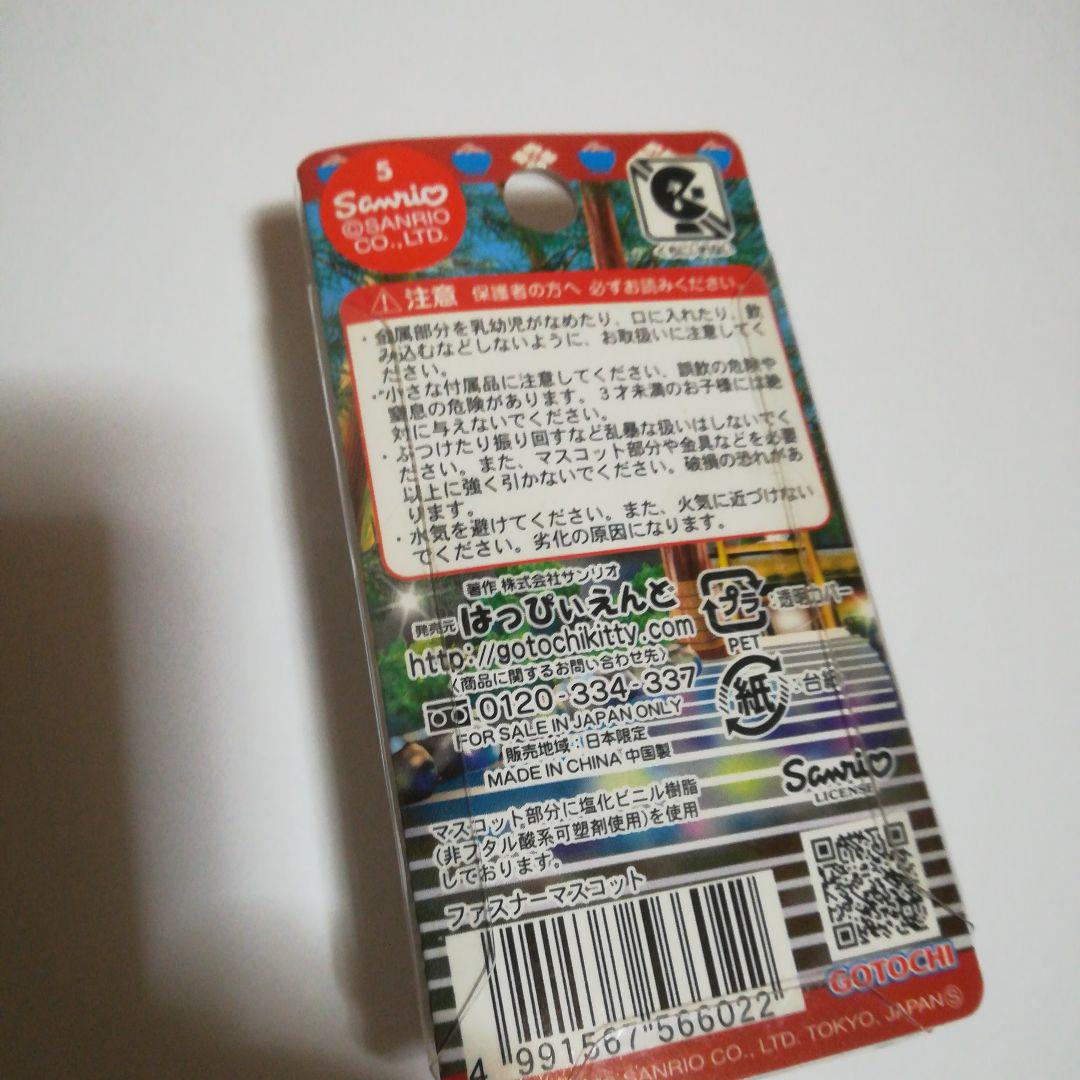 5
Sanrio
©SANRIO
CO., LTD.
注意 保護者の方へ 必ずお読みください。
・金属部分を乳幼児がなめたり、口に入れたり、飲
み込むなどしないように、お取扱いに注意してく
ださい。
・小さな付属品に注意してください、誤飲の危険や
窒息の危険があります。3才未満のお子様には絶
対に与えないでください。
・ぶつけたり振り回すなど乱暴な扱いはしないでく
ださい。また、マスコット部分や金具などを必要
以上に強く引かないでください。破損の恐れがあ
ります。
・水気を避けてください。また、火気に近づけない
でください。劣化の原因になります。
著作 株式会社サンリオ
発売元 はっぴぃえんど
http://gotochikitty.com
〈商品に関するお問い合わせ先〉
0120-334-337
FOR SALE IN JAPAN ONLY
販売地域:日本限定
MADE IN CHINA 中国製
プラ :透明カバー
PET
紙 :台紙
Sanrio
LICENSE
マスコット部分に塩化ビニル樹脂
(非フタル酸系可塑剤使用)を使用
しております。
ファスナーマスコット
GOTOCHI
4 991567 566022
SANRIO CO., LTD. TOKYO, JAPAN Ⓢ